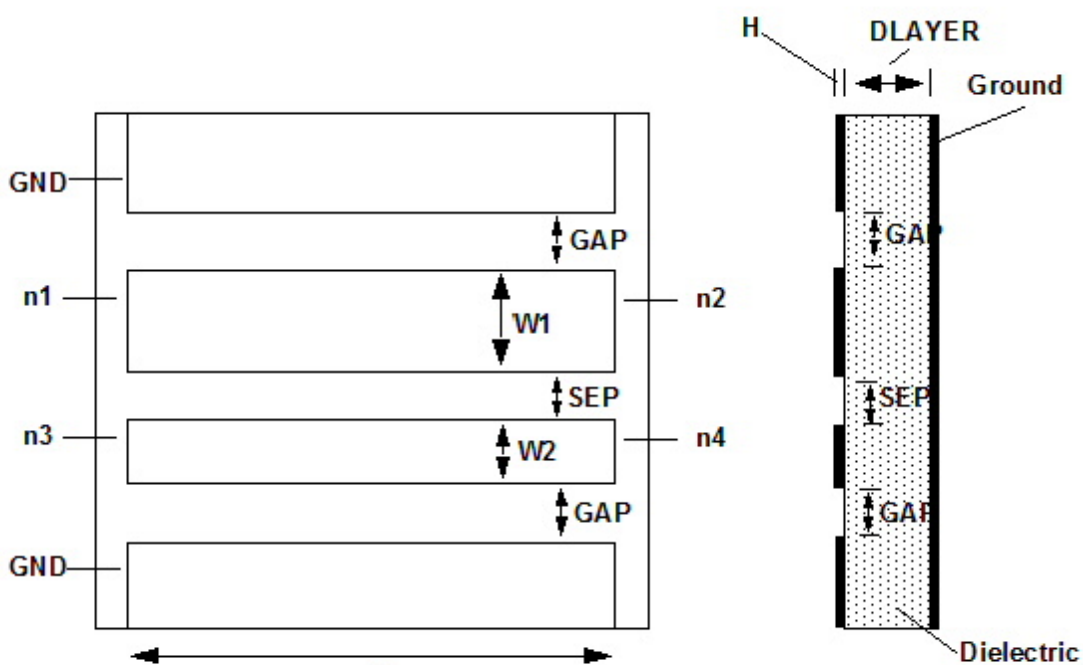 H
DLAYER
Ground
GND
GAP
n1
n2
W1
SEP
n3
n4
W2
GAP
GND
GAP
SEP
GAP
Dielectric